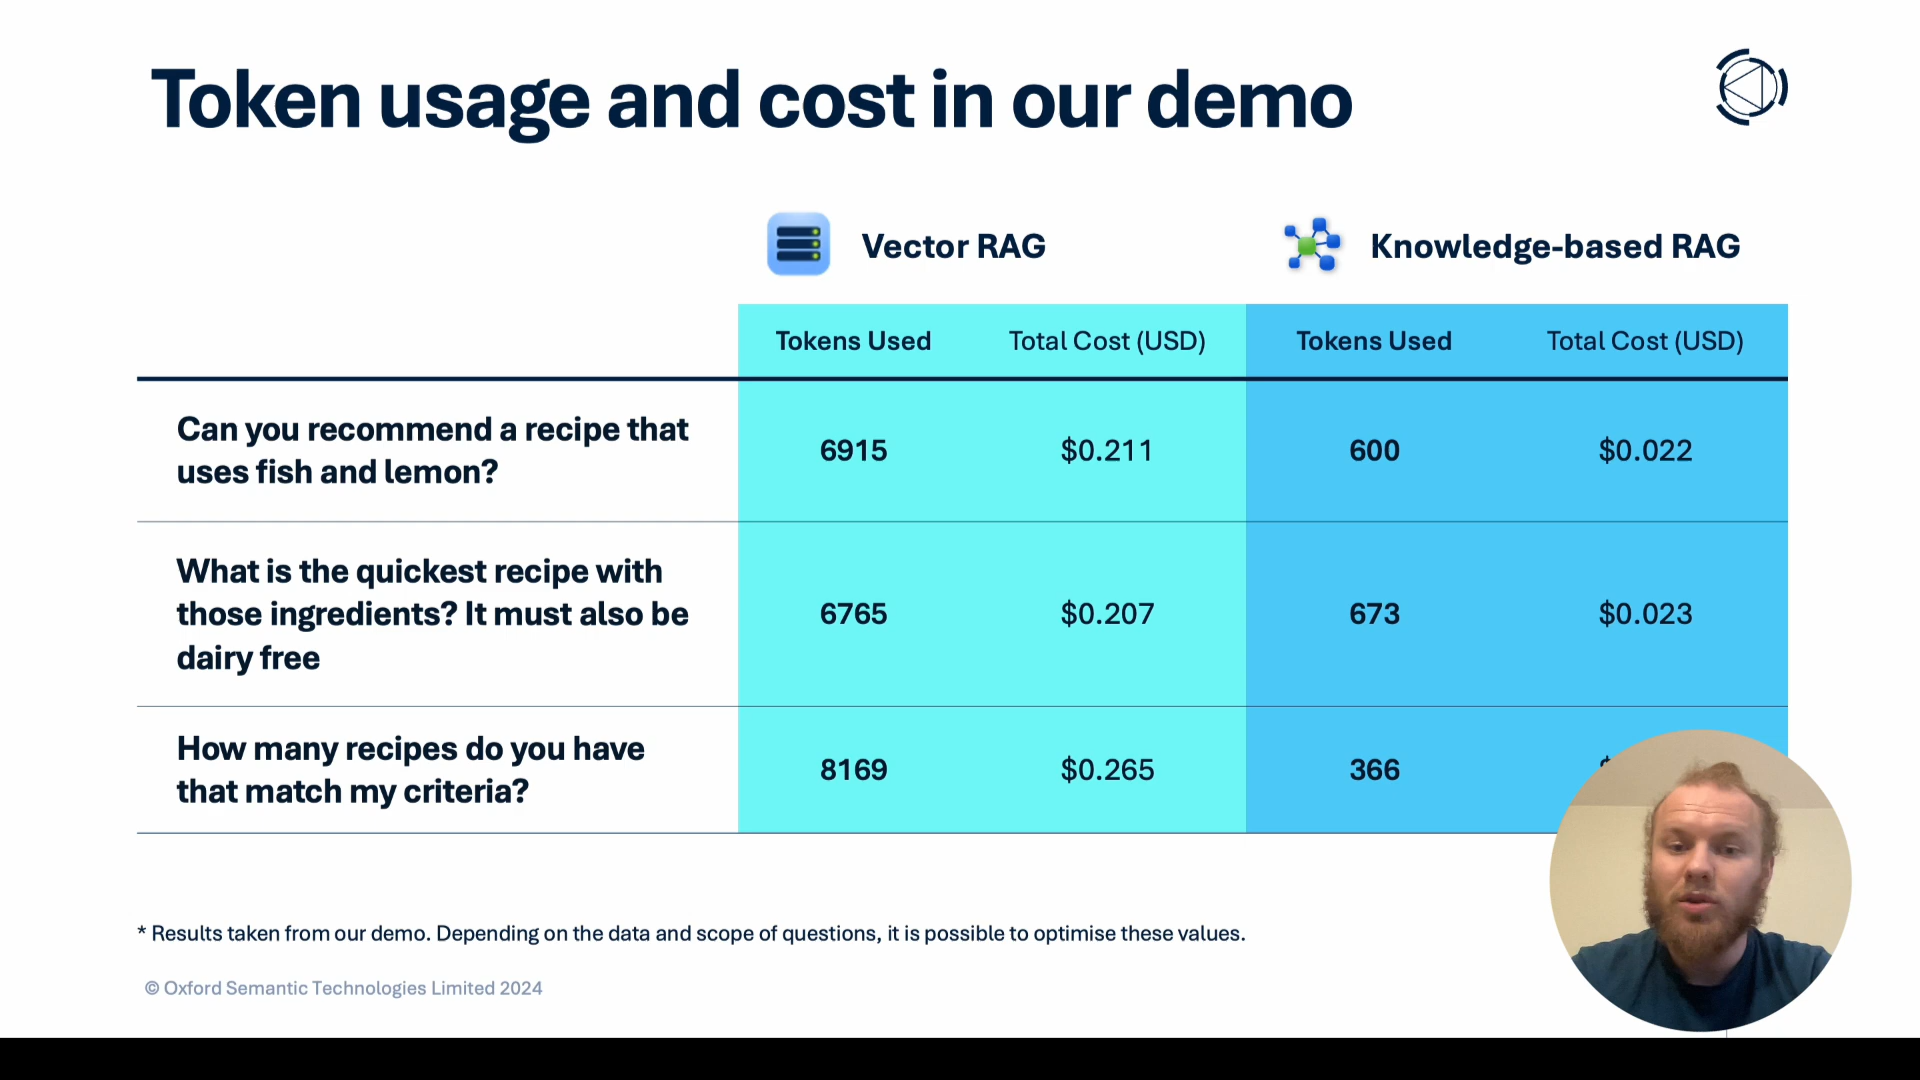 Token usage and cost in our demo
Vector RAG
Knowledge-based RAG
Tokens Used
Total Cost (USD)
Tokens Used
Total Cost (USD)
Can you recommend a recipe that
uses fish and lemon?
6915
$0.211
600
$0.022
What is the quickest recipe with
those ingredients? It must also be
dairy free
6765
$0.207
673
$0.023
How many recipes do you have
that match my criteria?
8169
$0.265
366
* Results taken from our demo. Depending on the data and scope of questions, it is possible to optimise these values.
© Oxford Semantic Technologies Limited 2024